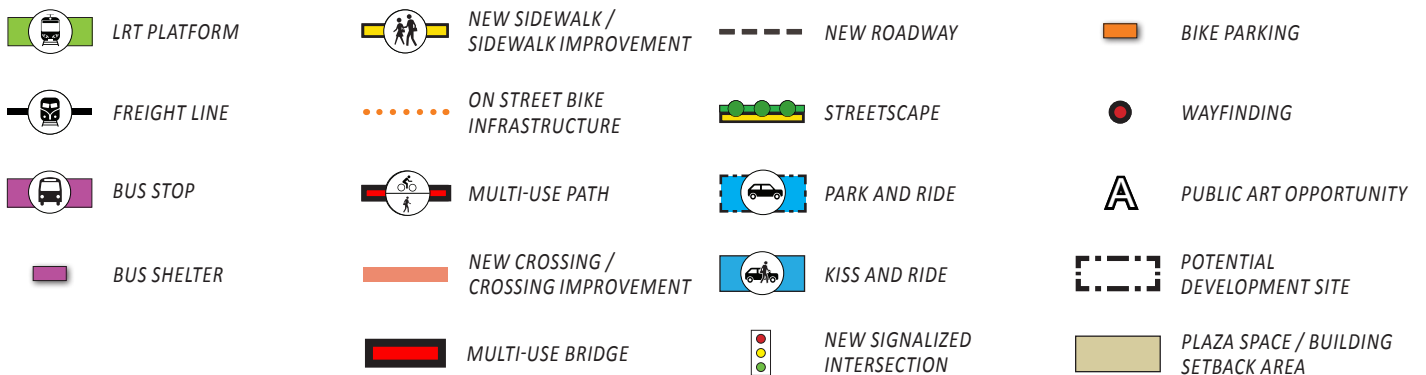 LRT PLATFORM
FREIGHT LINE
BUS STOP
BUS SHELTER
NEW SIDEWALK /
SIDEWALK IMPROVEMENT
ON STREET BIKE
INFRASTRUCTURE
MULTI-USE PATH
NEW CROSSING /
CROSSING IMPROVEMENT
MULTI-USE BRIDGE
NEW ROADWAY
STREETSCAPE
PARK AND RIDE
KISS AND RIDE
NEW SIGNALIZED
INTERSECTION
BIKE PARKING
WAYFINDING
A
PUBLIC ART OPPORTUNITY
POTENTIAL
DEVELOPMENT SITE
PLAZA SPACE / BUILDING
SETBACK AREA